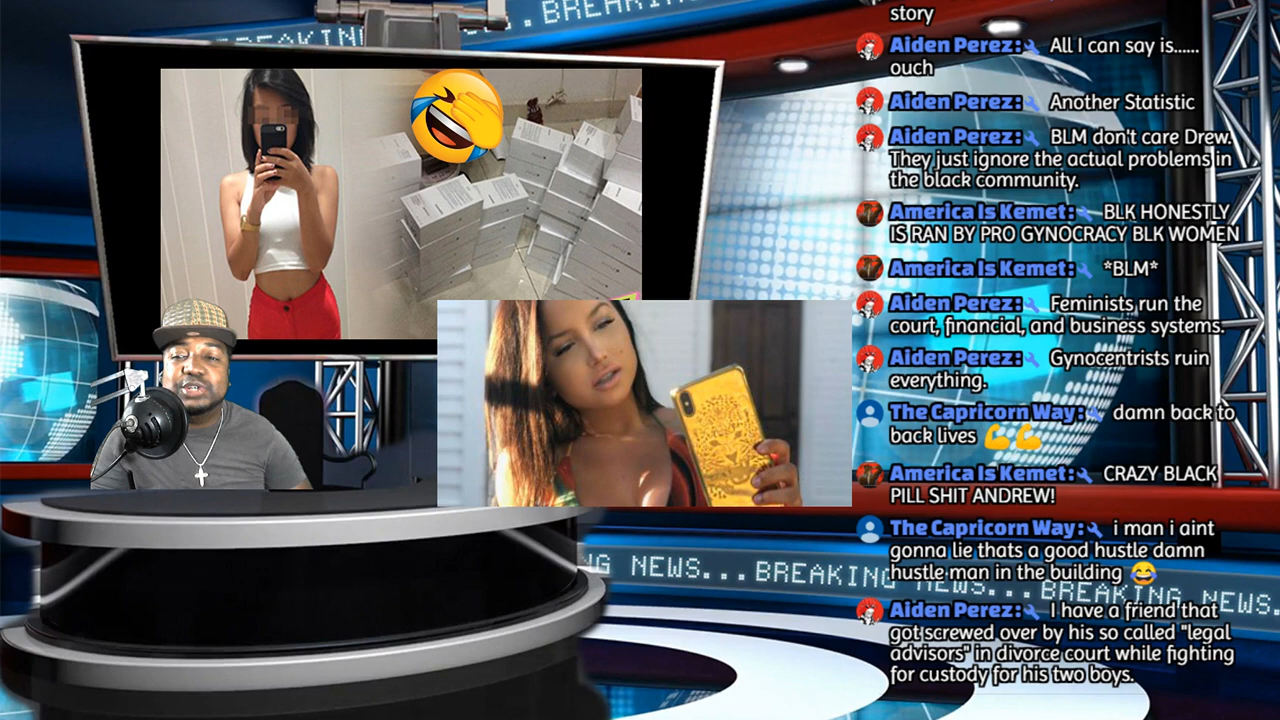 .BREAKING
BREAKING
story
Aiden Perez: All I can say is......
ouch
Aiden Perez: Another Statistic
Aiden Perez: BLM don't care Drew.
They just ignore the actual problems in
the black community.
America Is Kemet: BLK HONESTLY
IS RAN BY PRO GYNOCRACY BLK WOMEN
America Is Kemet: *BLM*
Aiden Perez: Feminists run the
court, financial, and business systems.
Aiden Perez: Gynocentrists ruin
everything.
The Capricorn Way: damn back to
back lives 💪💪
America Is Kemet: CRAZY BLACK
PILL SHIT ANDREW!
The Capricorn Way: i man i aint
gonna lie thats a good hustle damn
hustle man in the building 😂
Aiden Perez: I have a friend that
got screwed over by his so called "legal
advisors" in divorce court while fighting
for custody for his two boys.
NG NEWS...BREAKING NEWS...BREAKING NEWS.